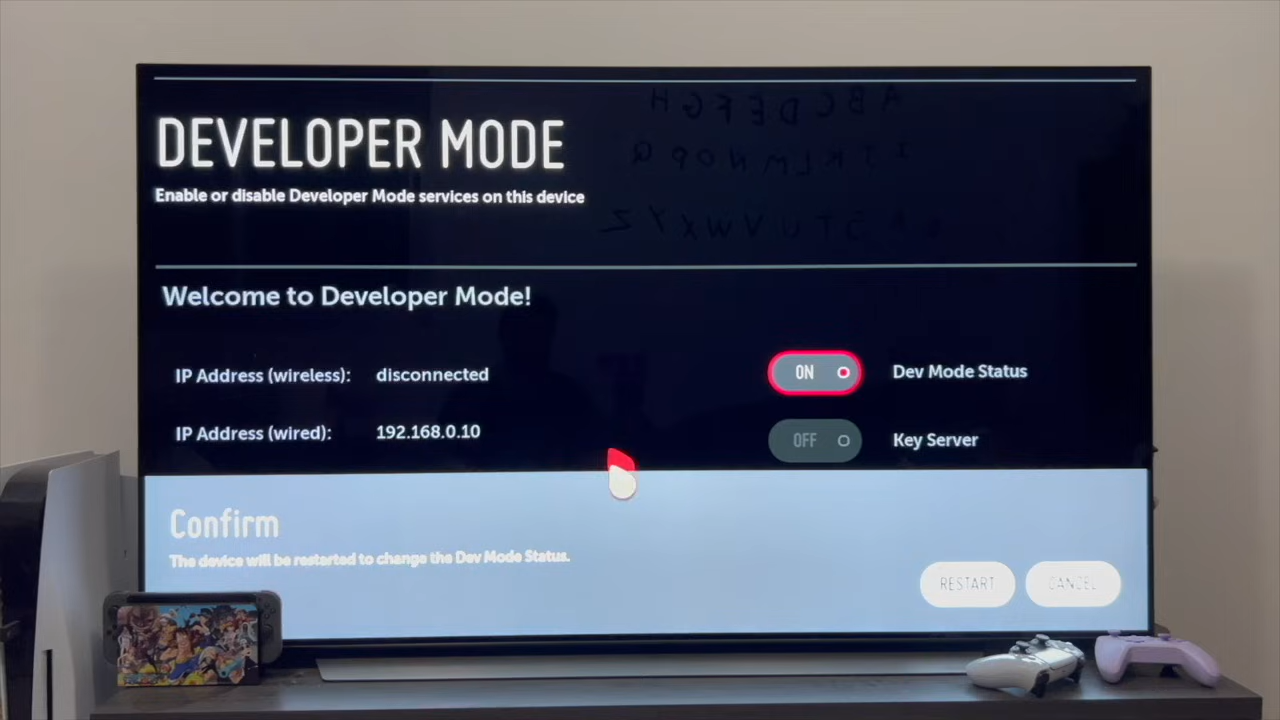 DEVELOPER MODE
Enable or disable Developer Mode services on this device
Welcome to Developer Mode!
IP Address (wireless): disconnected
ON Dev Mode Status
IP Address (wired): 192.168.0.10
OFF Key Server
Confirm
The device will be restarted to change the Dev Mode Status.
RESTART CANCEL